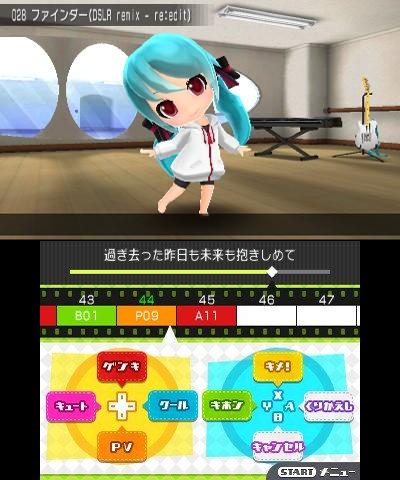 028 ファインダー(DSLR remix - re:edit)
過ぎ去った昨日も未来も抱きしめて
43 44 45 46 47
B01 P09 A11
ゲンキ キメ!
キュート クール キホン X Y A B くりかえし
PV キャンセル
START メニュー